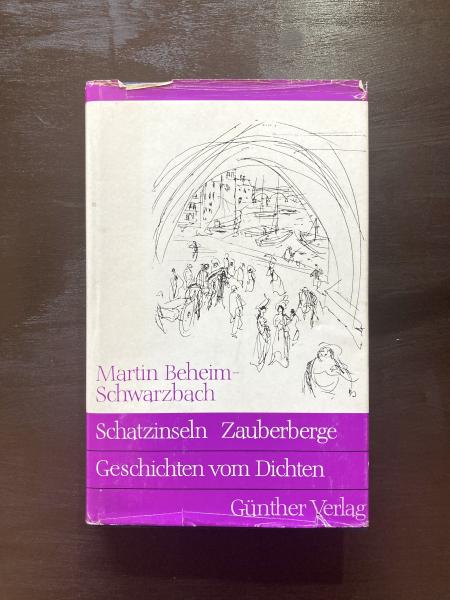 Martin Beheim-
Schwarzbach
Schatzinseln Zauberberge
Geschichten vom Dichten
Günther Verlag